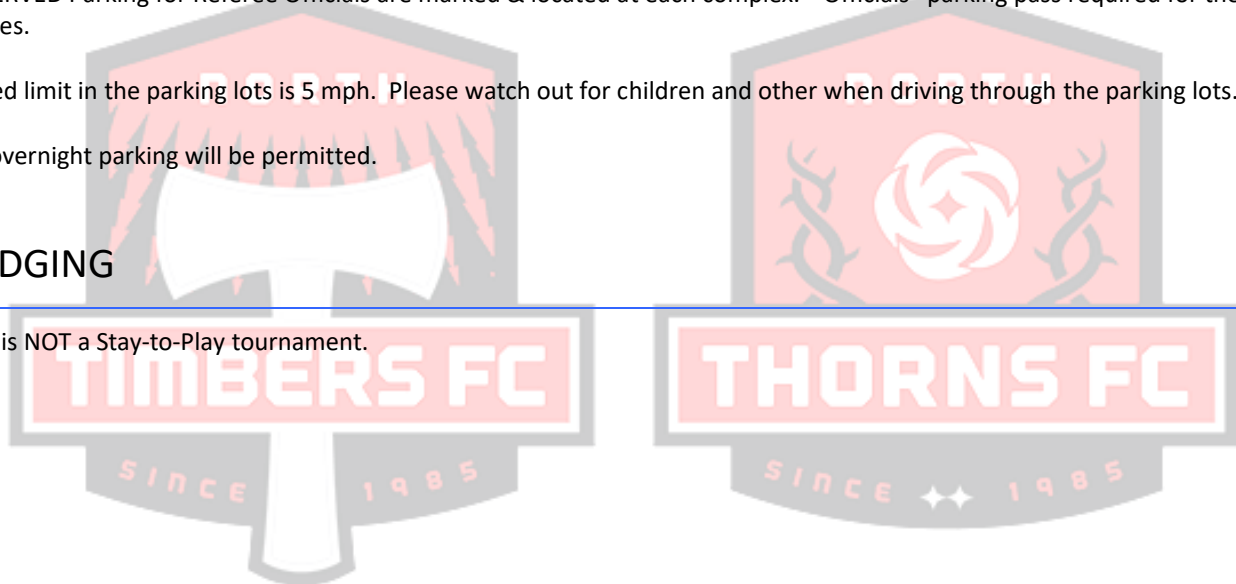 ERVED Parking for Referee Officials are marked & located at each complex. "Officials" parking pass required for the
es.
NORTH NORTH
ed limit in the parking lots is 5 mph. Please watch out for children and other when driving through the parking lots.
overnight parking will be permitted.
DGING
is NOT a Stay-to-Play tournament.
TIMBERS FC THORNS FC
SINCE 1985 SINCE 1985